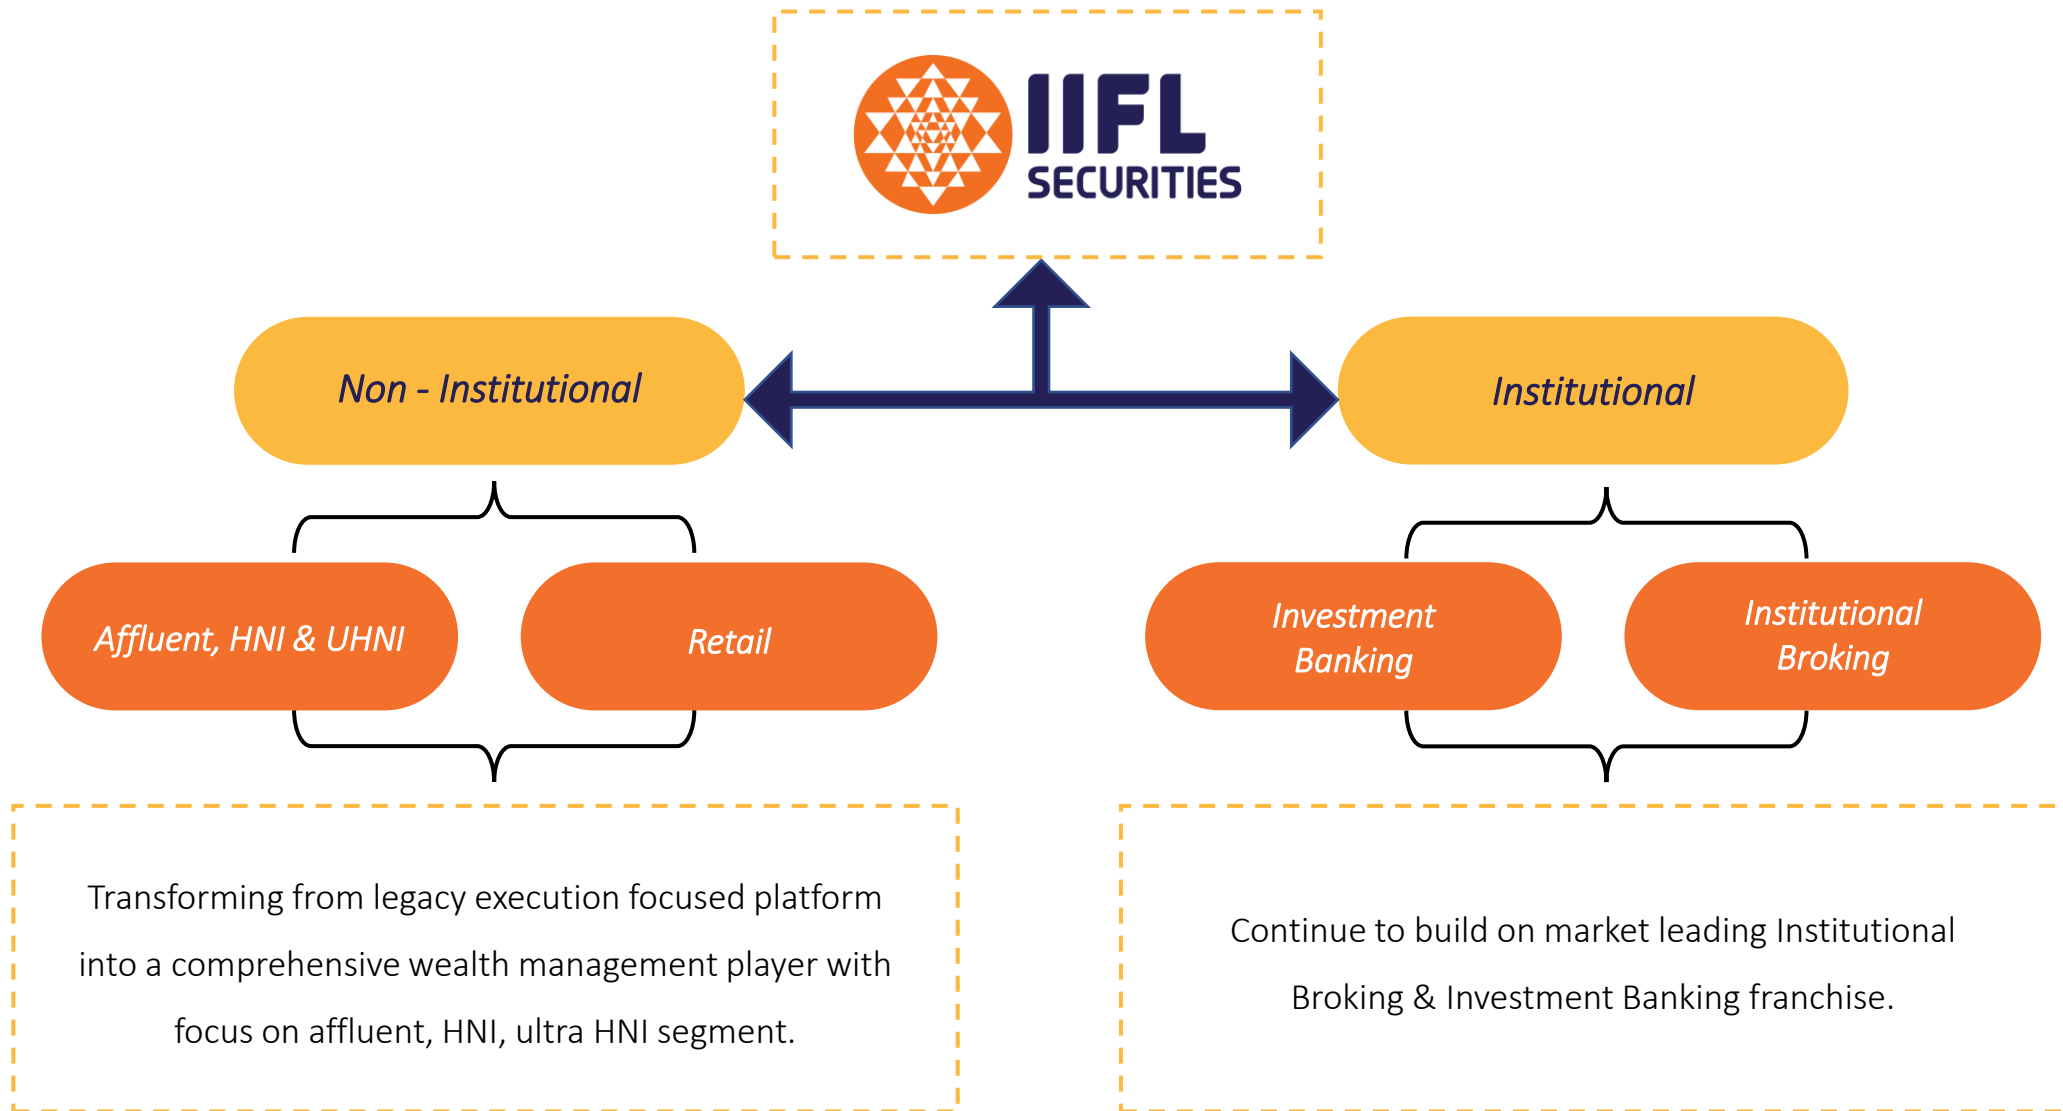 IIFL
SECURITIES
Non - Institutional
Institutional
Affluent, HNI & UHNI
Retail
Investment
Banking
Institutional
Broking
Transforming from legacy execution focused platform
into a comprehensive wealth management player with
focus on affluent, HNI, ultra HNI segment.
Continue to build on market leading Institutional
Broking & Investment Banking franchise.